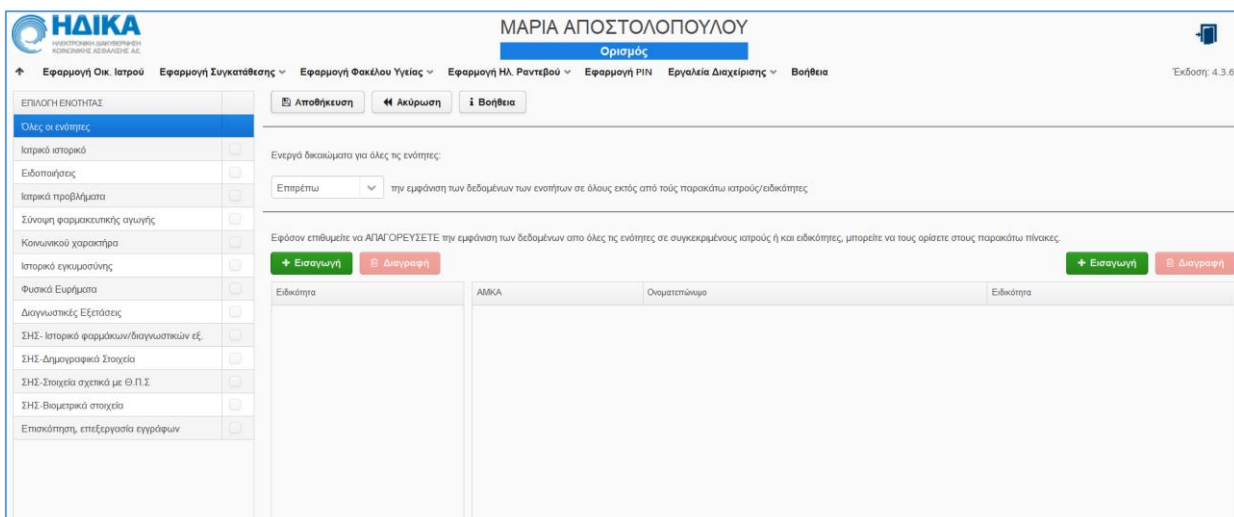 ΗΔΙΚΑ
ΗΛΕΚΤΡΟΝΙΚΗ ΔΙΑΚΥΒΕΡΝΗΣΗ
ΚΟΙΝΩΝΙΚΗΣ ΑΣΦΑΛΙΣΗΣ Α.Ε.
ΜΑΡΙΑ ΑΠΟΣΤΟΛΟΠΟΥΛΟΥ
Ορισμός
Εφαρμογή Οικ. Ιατρού Εφαρμογή Συγκατάθεσης Εφαρμογή Φακέλου Υγείας Εφαρμογή Ηλ. Ραντεβού Εφαρμογή PIN Εργαλεία Διαχείρισης Βοήθεια Έκδοση: 4.3.6
ΕΠΙΛΟΓΗ ΕΝΟΤΗΤΑΣ
Όλες οι ενότητες
Ιατρικό ιστορικό
Ειδοποιήσεις
Ιατρικά προβλήματα
Σύνοψη φαρμακευτικής αγωγής
Κοινωνικού χαρακτήρα
Ιστορικό εγκυμοσύνης
Φυσικά Ευρήματα
Διαγνωστικές Εξετάσεις
ΣΗΣ- Ιστορικό φαρμάκων/διαγνωστικών εξ.
ΣΗΣ-Δημογραφικά Στοιχεία
ΣΗΣ-Στοιχεία σχετικά με Θ.Π.Σ
ΣΗΣ-Βιομετρικά στοιχεία
Επισκόπηση, επεξεργασία εγγράφων
Αποθήκευση Ακύρωση Βοήθεια
Ενεργά δικαιώματα για όλες τις ενότητες:
Επιτρέπω την εμφάνιση των δεδομένων των ενοτήτων σε όλους εκτός από τούς παρακάτω ιατρούς/ειδικότητες
Εφόσον επιθυμείτε να ΑΠΑΓΟΡΕΥΣΕΤΕ την εμφάνιση των δεδομένων απο όλες τις ενότητες σε συγκεκριμένους ιατρούς ή και ειδικότητες, μπορείτε να τους ορίσετε στους παρακάτω πίνακες.
+ Εισαγωγή Διαγραφή + Εισαγωγή Διαγραφή
Ειδικότητα ΑΜΚΑ Ονοματεπώνυμο Ειδικότητα